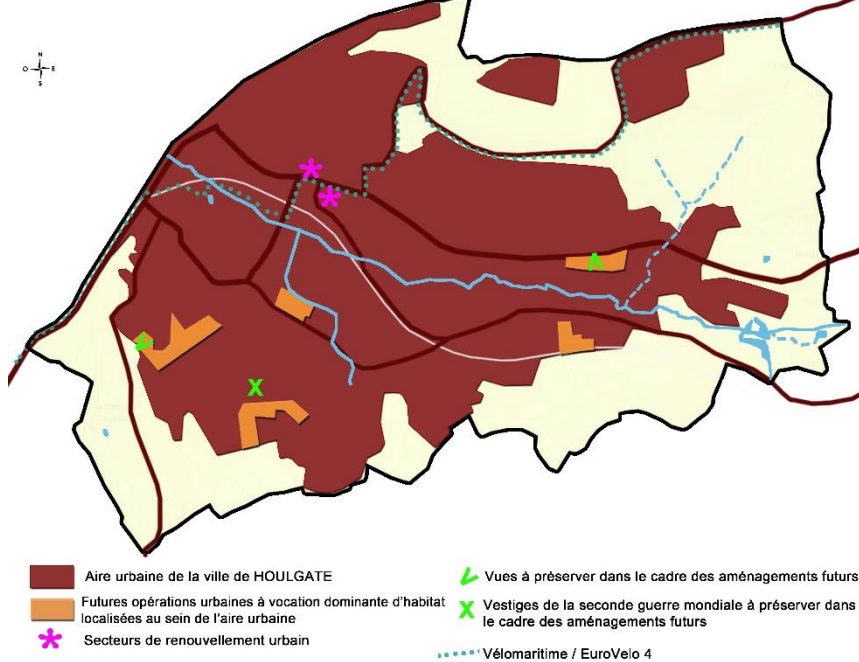 N
O E
S
Aire urbaine de la ville de HOULGATE
Futures opérations urbaines à vocation dominante d'habitat
localisées au sein de l'aire urbaine
Secteurs de renouvellement urbain
Vues à préserver dans le cadre des aménagements futurs
Vestiges de la seconde guerre mondiale à préserver dans
le cadre des aménagements futurs
Vélomaritime / EuroVelo 4